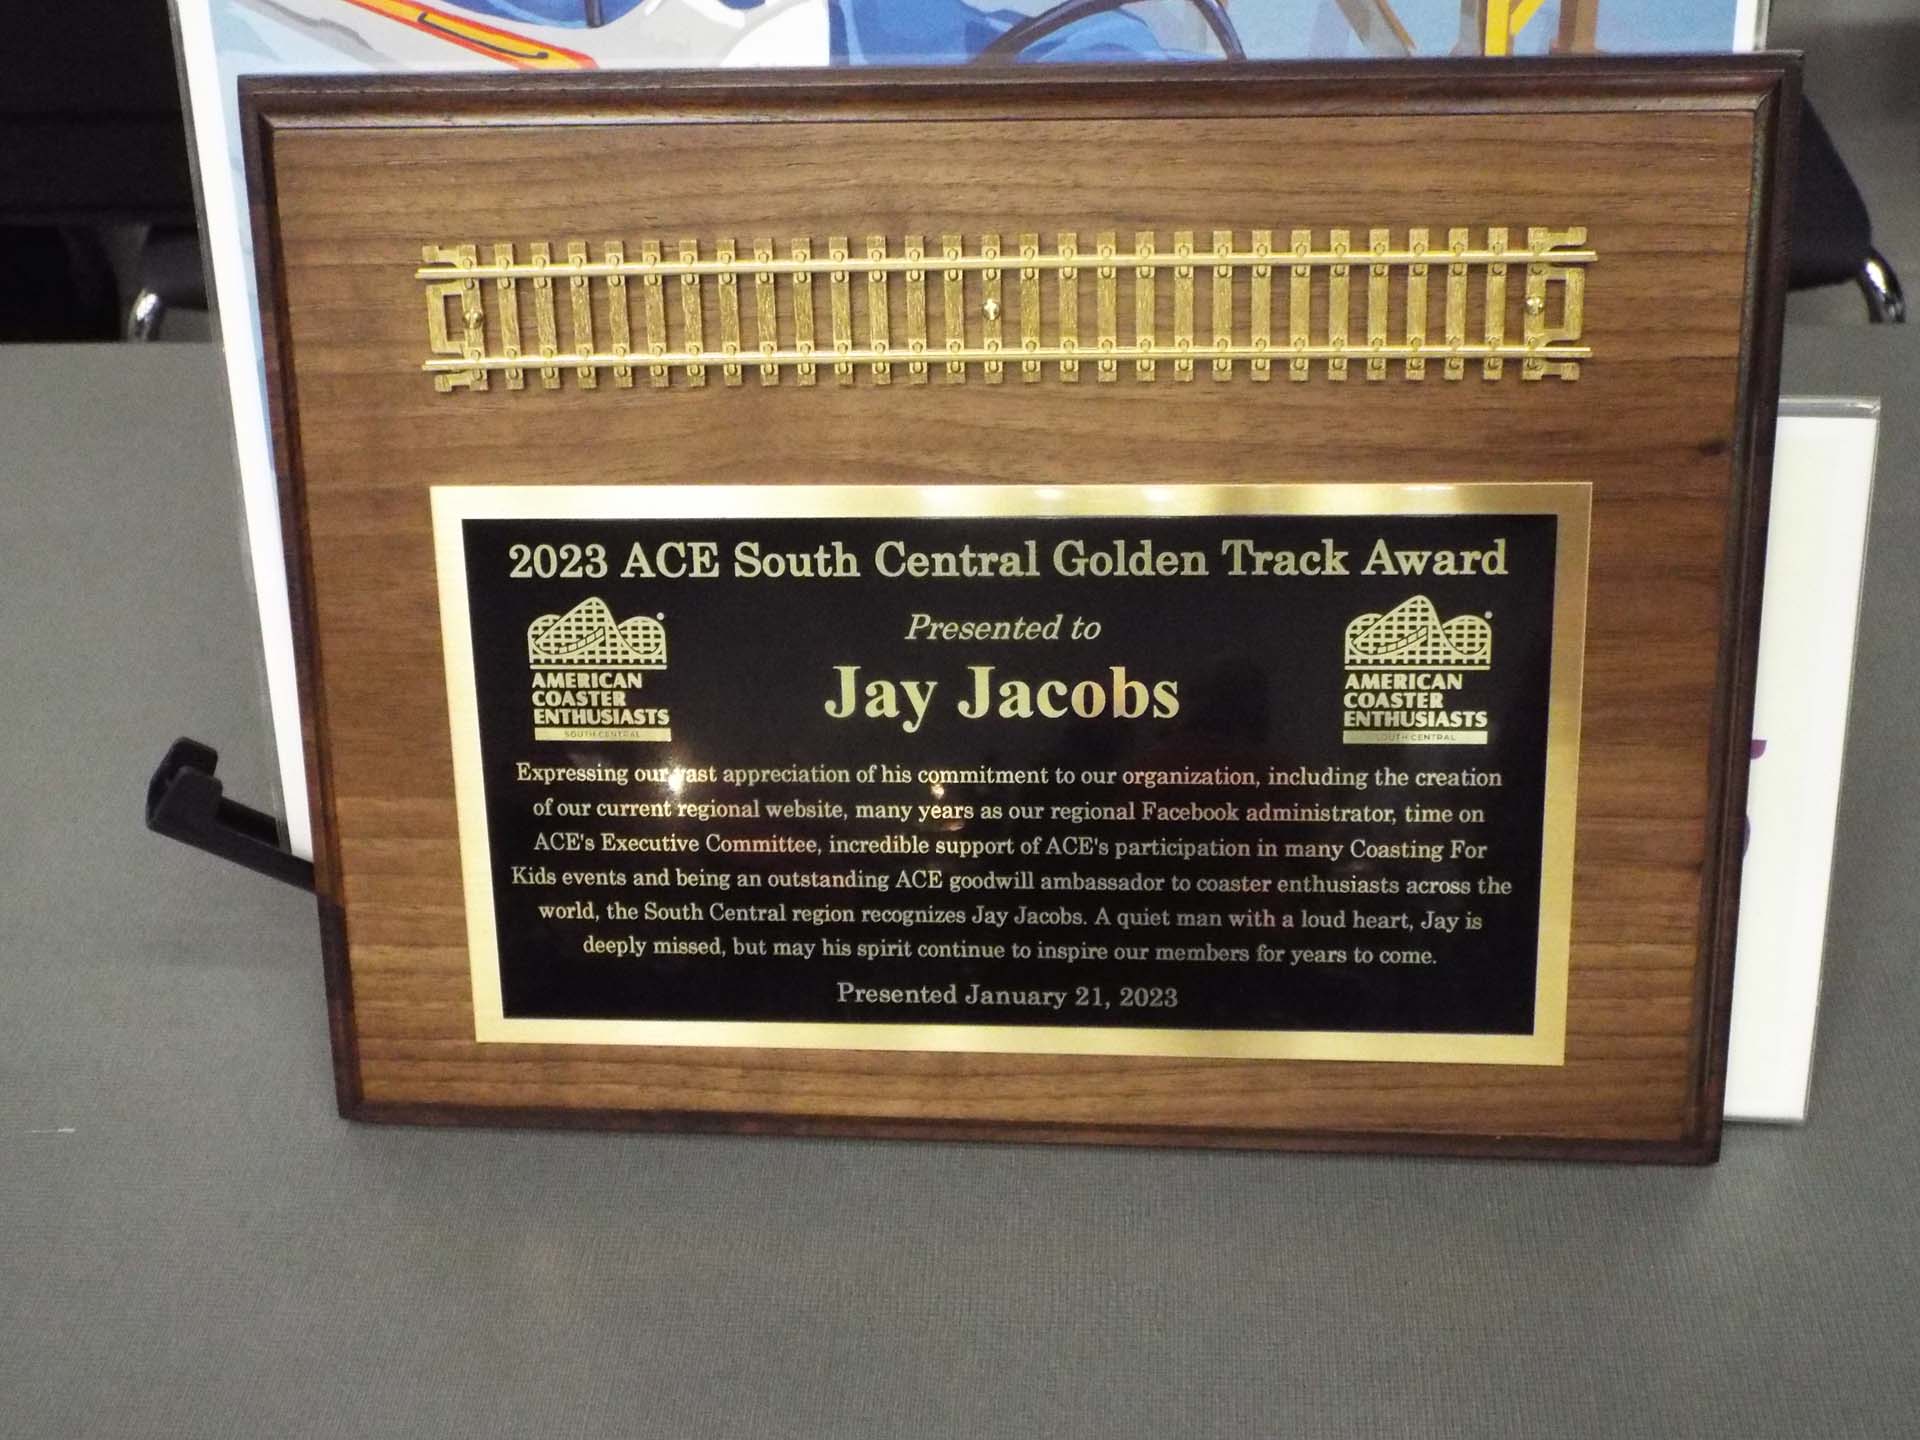 2023 ACE South Central Golden Track Award
Presented to
Jay Jacobs
AMERICAN
COASTER
ENTHUSIASTS
SOUTH CENTRAL
AMERICAN
COASTER
ENTHUSIASTS
SOUTH CENTRAL
Expressing our vast appreciation of his commitment to our organization, including the creation
of our current regional website, many years as our regional Facebook administrator, time on
ACE's Executive Committee, incredible support of ACE's participation in many Coasting For
Kids events and being an outstanding ACE goodwill ambassador to coaster enthusiasts across the
world, the South Central region recognizes Jay Jacobs. A quiet man with a loud heart, Jay is
deeply missed, but may his spirit continue to inspire our members for years to come.
Presented January 21, 2023